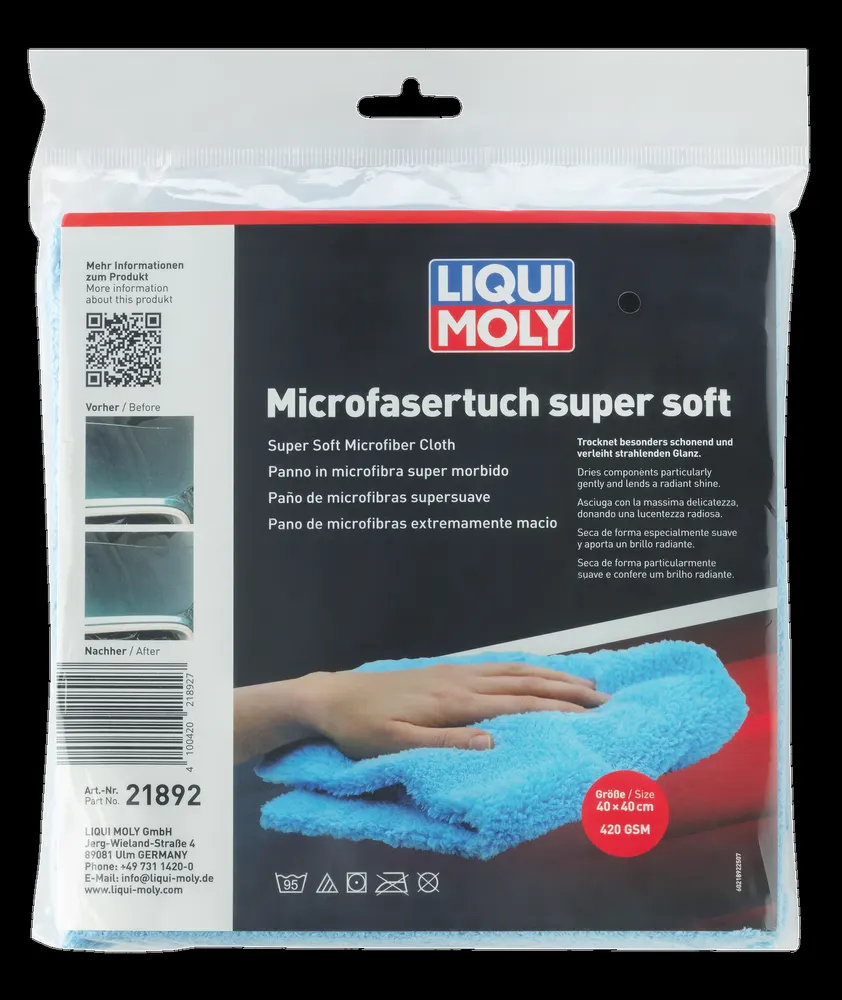 Mehr Informationen
zum Produkt
More information
about this produkt
Vorher / Before
Nachher / After
4 100420 218927
Art.-Nr.
Part No. 21892
LIQUI MOLY GmbH
Jerg-Wieland-Straße 4
89081 Ulm GERMANY
Phone: +49 731 1420-0
E-Mail: info@liqui-moly.de
www.liqui-moly.com
LIQUI
MOLY
Microfasertuch super soft
Super Soft Microfiber Cloth
Panno in microfibra super morbido
Paño de microfibras supersuave
Pano de microfibras extremamente macio
Trocknet besonders schonend und
verleiht strahlenden Glanz.
Dries components particularly
gently and lends a radiant shine.
Asciuga con la massima delicatezza,
donando una lucentezza radiosa.
Seca de forma especialmente suave
y aporta un brillo radiante.
Seca de forma particularmente
suave e confere um brilho radiante.
Größe / Size
40 × 40 cm
420 GSM
95
60218922S07